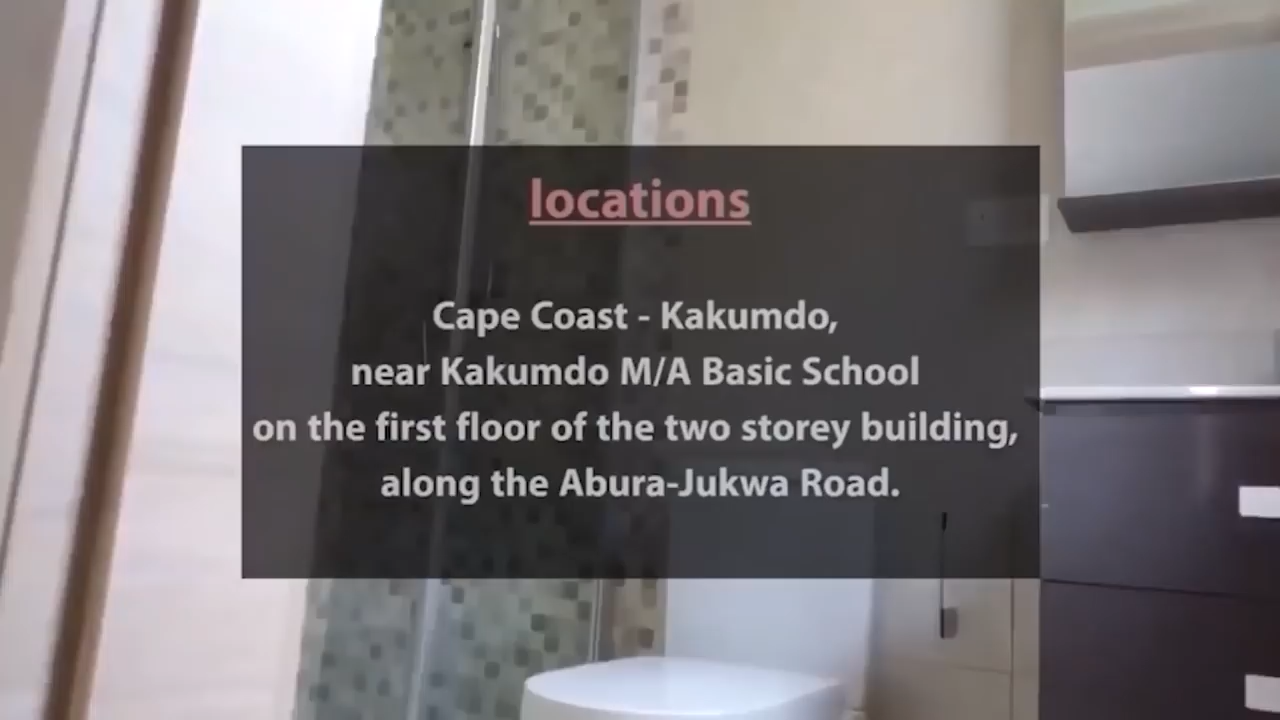 locations
Cape Coast - Kakumdo,
near Kakumdo M/A Basic School
on the first floor of the two storey building,
along the Abura-Jukwa Road.